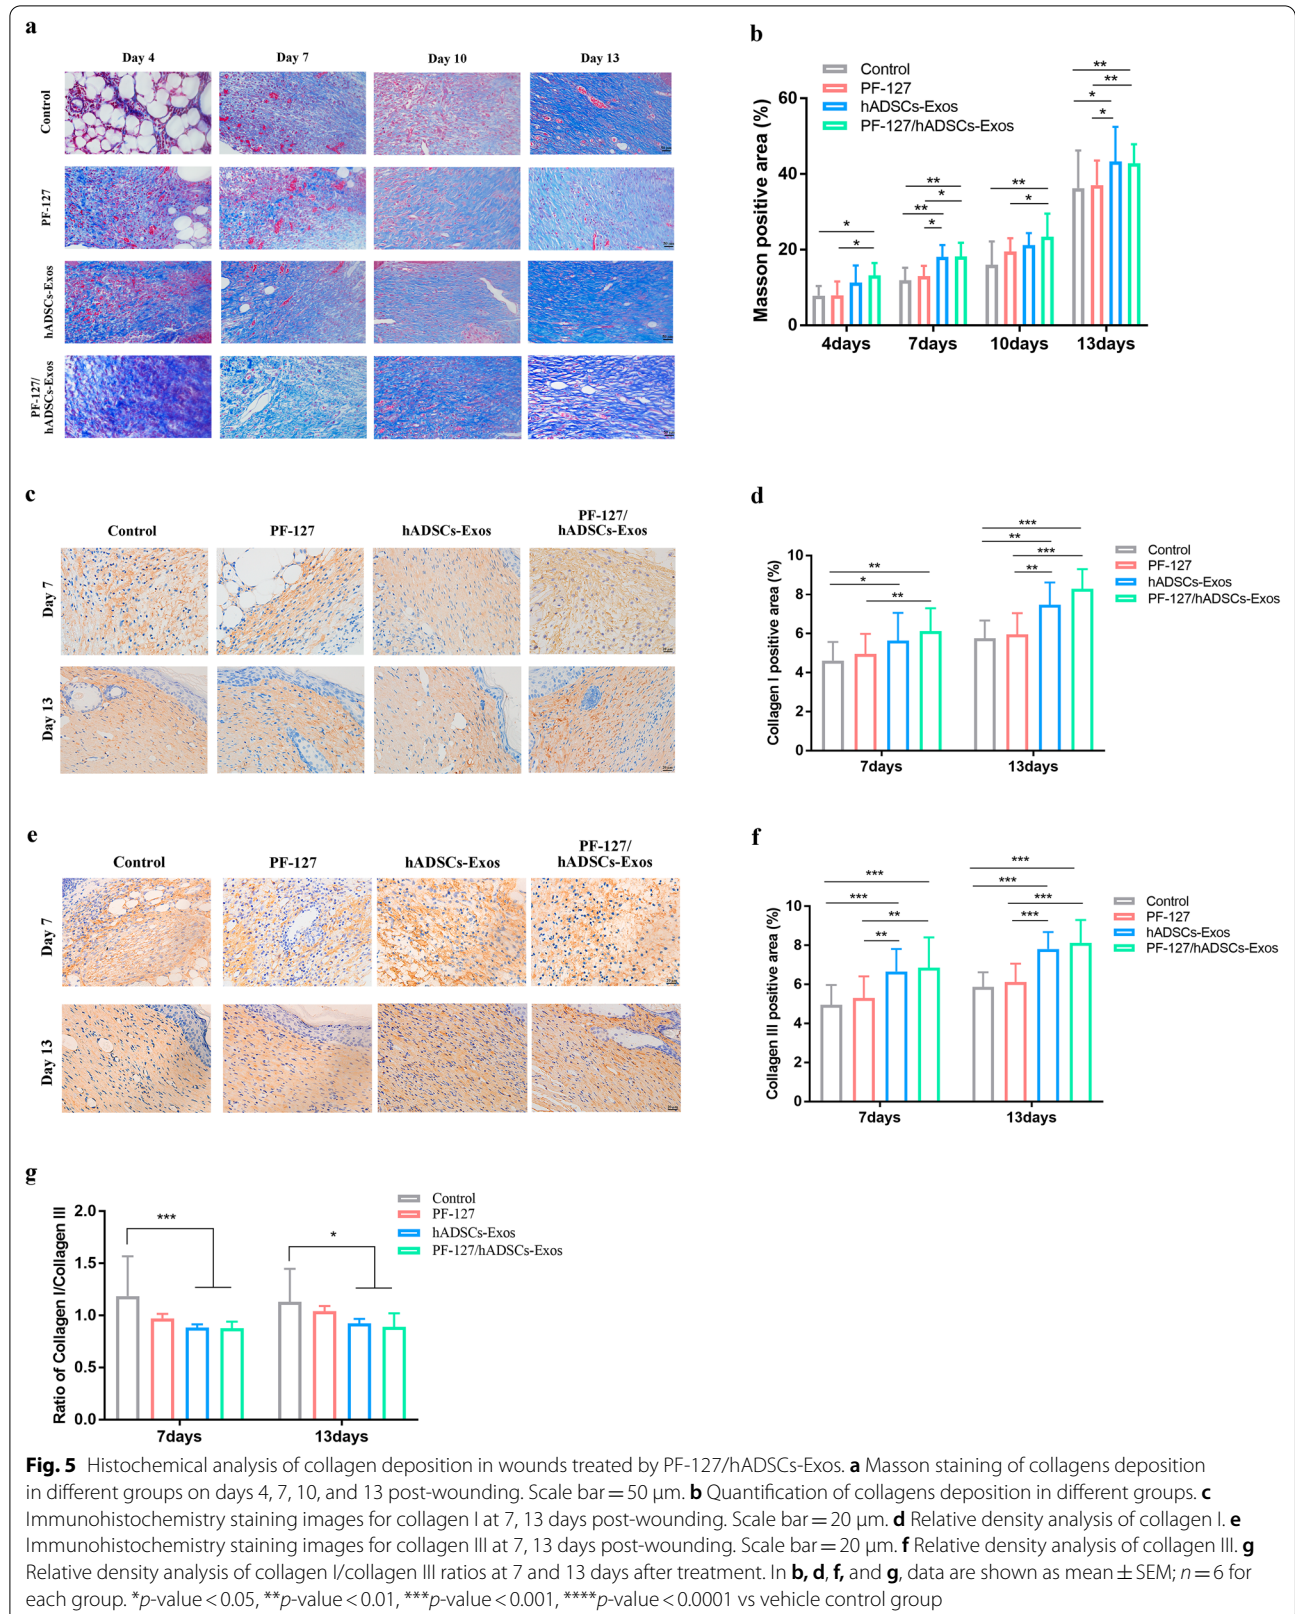 a
Day 4 Day 7 Day 10 Day 13
Control
PF-127
hADSCs-Exos
PF-127/
hADSCs-Exos
b
Control
PF-127
hADSCs-Exos
PF-127/hADSCs-Exos
Masson positive area (%)
60
40
20
0
** ** * *
** * ** *
** *
* *
4days 7days 10days 13days
c
Control PF-127 hADSCs-Exos PF-127/
hADSCs-Exos
Day 7
Day 13
d
Control
PF-127
hADSCs-Exos
PF-127/hADSCs-Exos
Collagen I positive area (%)
10
8
6
4
2
0
** * **
*** ** *** **
7days 13days
e
Control PF-127 hADSCs-Exos PF-127/
hADSCs-Exos
Day 7
Day 13
f
Control
PF-127
hADSCs-Exos
PF-127/hADSCs-Exos
Collagen III positive area (%)
10
8
6
4
2
0
*** *** ** **
*** *** *** ***
7days 13days
g
Control
PF-127
hADSCs-Exos
PF-127/hADSCs-Exos
Ratio of Collagen I/Collagen III
2.0
1.5
1.0
0.5
0.0
*** *
7days 13days
Fig. 5 Histochemical analysis of collagen deposition in wounds treated by PF-127/hADSCs-Exos. a Masson staining of collagens deposition
in different groups on days 4, 7, 10, and 13 post-wounding. Scale bar = 50 μm. b Quantification of collagens deposition in different groups. c
Immunohistochemistry staining images for collagen I at 7, 13 days post-wounding. Scale bar = 20 μm. d Relative density analysis of collagen I. e
Immunohistochemistry staining images for collagen III at 7, 13 days post-wounding. Scale bar = 20 μm. f Relative density analysis of collagen III. g
Relative density analysis of collagen I/collagen III ratios at 7 and 13 days after treatment. In b, d, f, and g, data are shown as mean ± SEM; n = 6 for
each group. *p-value < 0.05, **p-value < 0.01, ***p-value < 0.001, ****p-value < 0.0001 vs vehicle control group